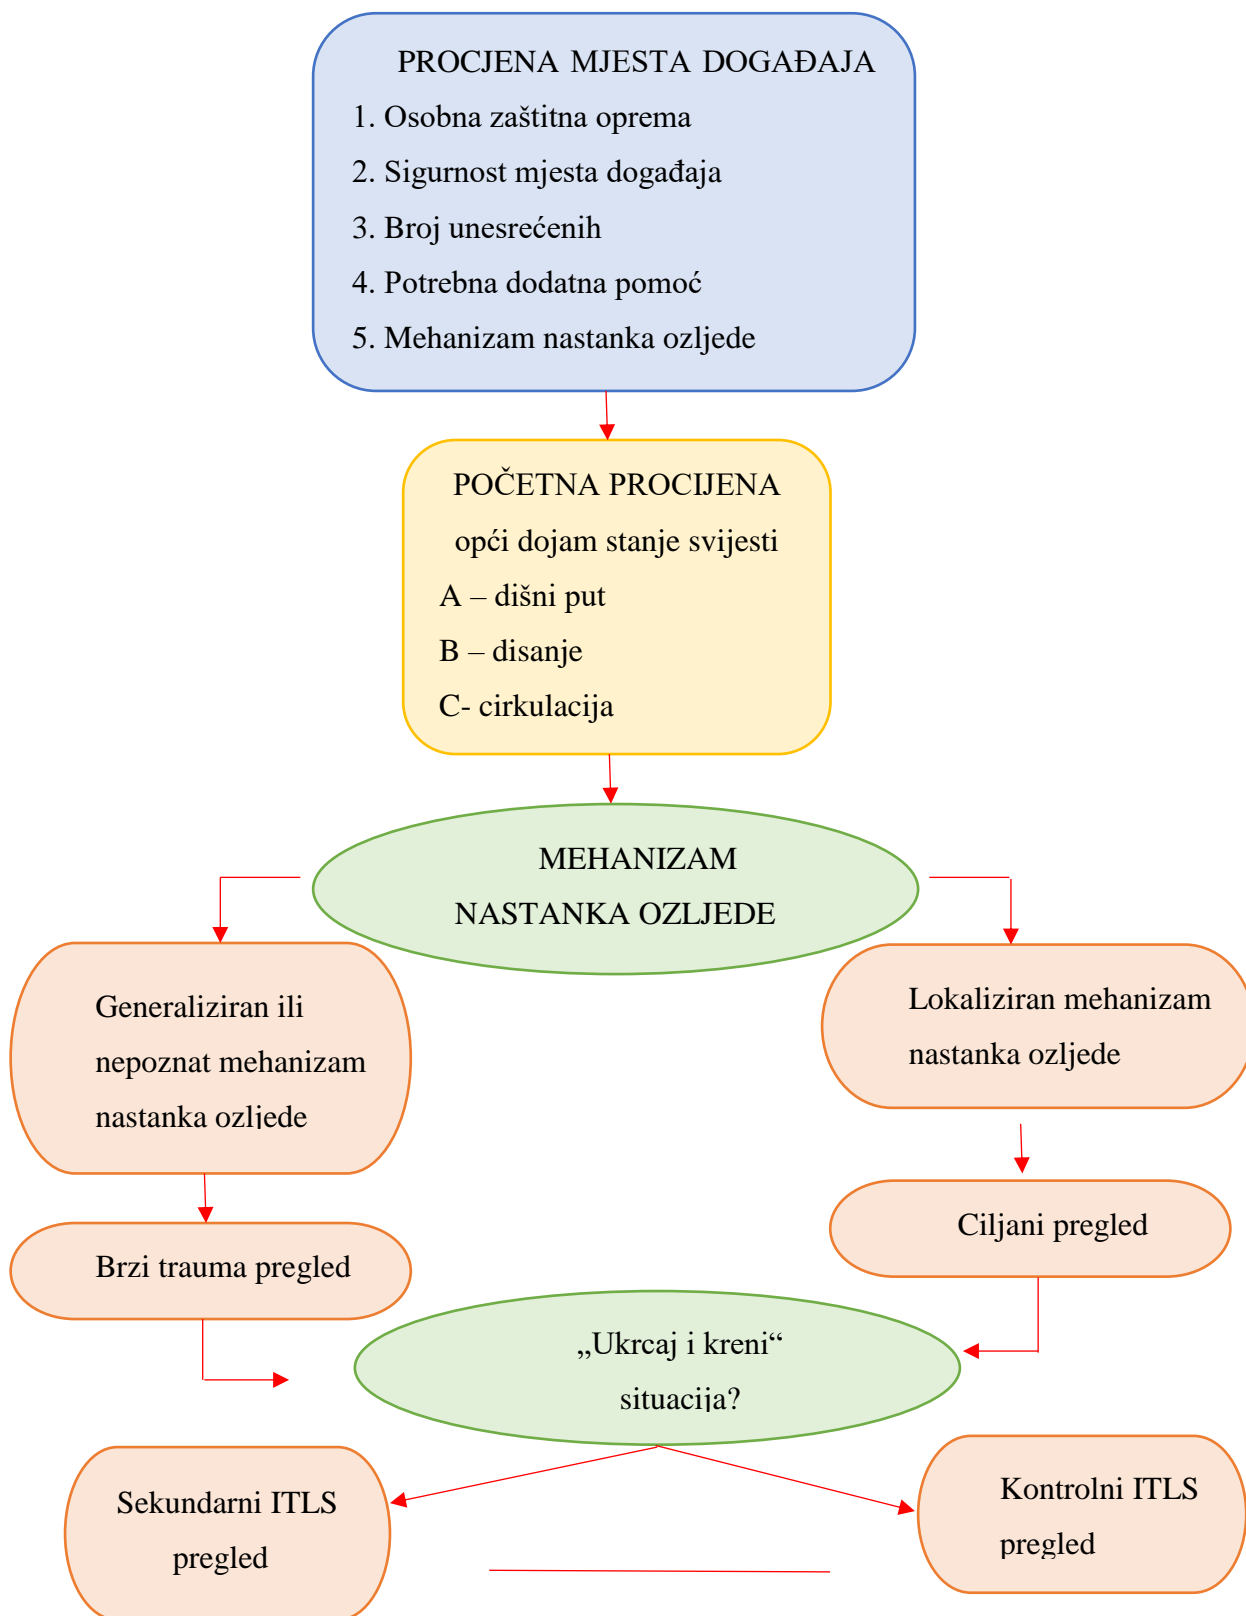 PROCJENA MJESTA DOGAĐAJA
1. Osobna zaštitna oprema
2. Sigurnost mjesta događaja
3. Broj unesrećenih
4. Potrebna dodatna pomoć
5. Mehanizam nastanka ozljede
POČETNA PROCIJENA
opći dojam stanje svijesti
A – dišni put
B – disanje
C- cirkulacija
MEHANIZAM
NASTANKA OZLJEDE
Generaliziran ili
nepoznat mehanizam
nastanka ozljede
Lokaliziran mehanizam
nastanka ozljede
Brzi trauma pregled
Ciljani pregled
„Ukrcaj i kreni“
situacija?
Sekundarni ITLS
pregled
Kontrolni ITLS
pregled